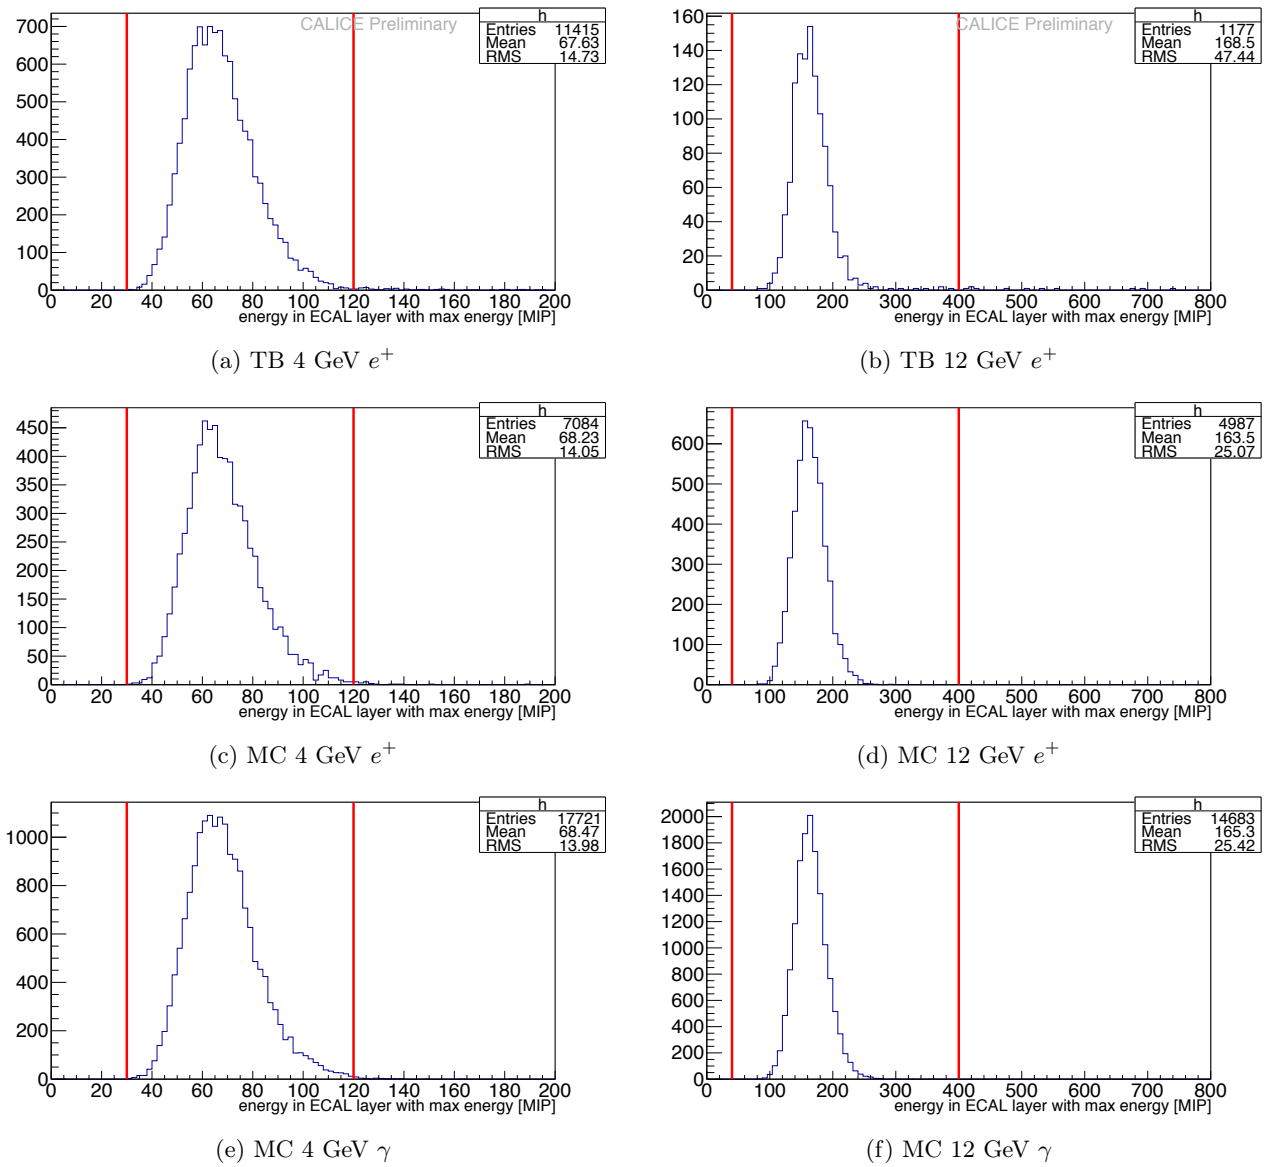 CALICE Preliminary
h
Entries 11415
Mean 67.63
RMS 14.73
700
600
500
400
300
200
100
0
0 20 40 60 80 100 120 140 160 180 200
energy in ECAL layer with max energy [MIP]
(a) TB 4 GeV e+
CALICE Preliminary
h
Entries 1177
Mean 168.5
RMS 47.44
160
140
120
100
80
60
40
20
0
0 100 200 300 400 500 600 700 800
energy in ECAL layer with max energy [MIP]
(b) TB 12 GeV e+
h
Entries 7084
Mean 68.23
RMS 14.05
450
400
350
300
250
200
150
100
50
0
0 20 40 60 80 100 120 140 160 180 200
energy in ECAL layer with max energy [MIP]
(c) MC 4 GeV e+
h
Entries 4987
Mean 163.5
RMS 25.07
600
500
400
300
200
100
0
0 100 200 300 400 500 600 700 800
energy in ECAL layer with max energy [MIP]
(d) MC 12 GeV e+
h
Entries 17721
Mean 68.47
RMS 13.98
1000
800
600
400
200
0
0 20 40 60 80 100 120 140 160 180 200
energy in ECAL layer with max energy [MIP]
(e) MC 4 GeV γ
h
Entries 14683
Mean 165.3
RMS 25.42
2000
1800
1600
1400
1200
1000
800
600
400
200
0
0 100 200 300 400 500 600 700 800
energy in ECAL layer with max energy [MIP]
(f) MC 12 GeV γ